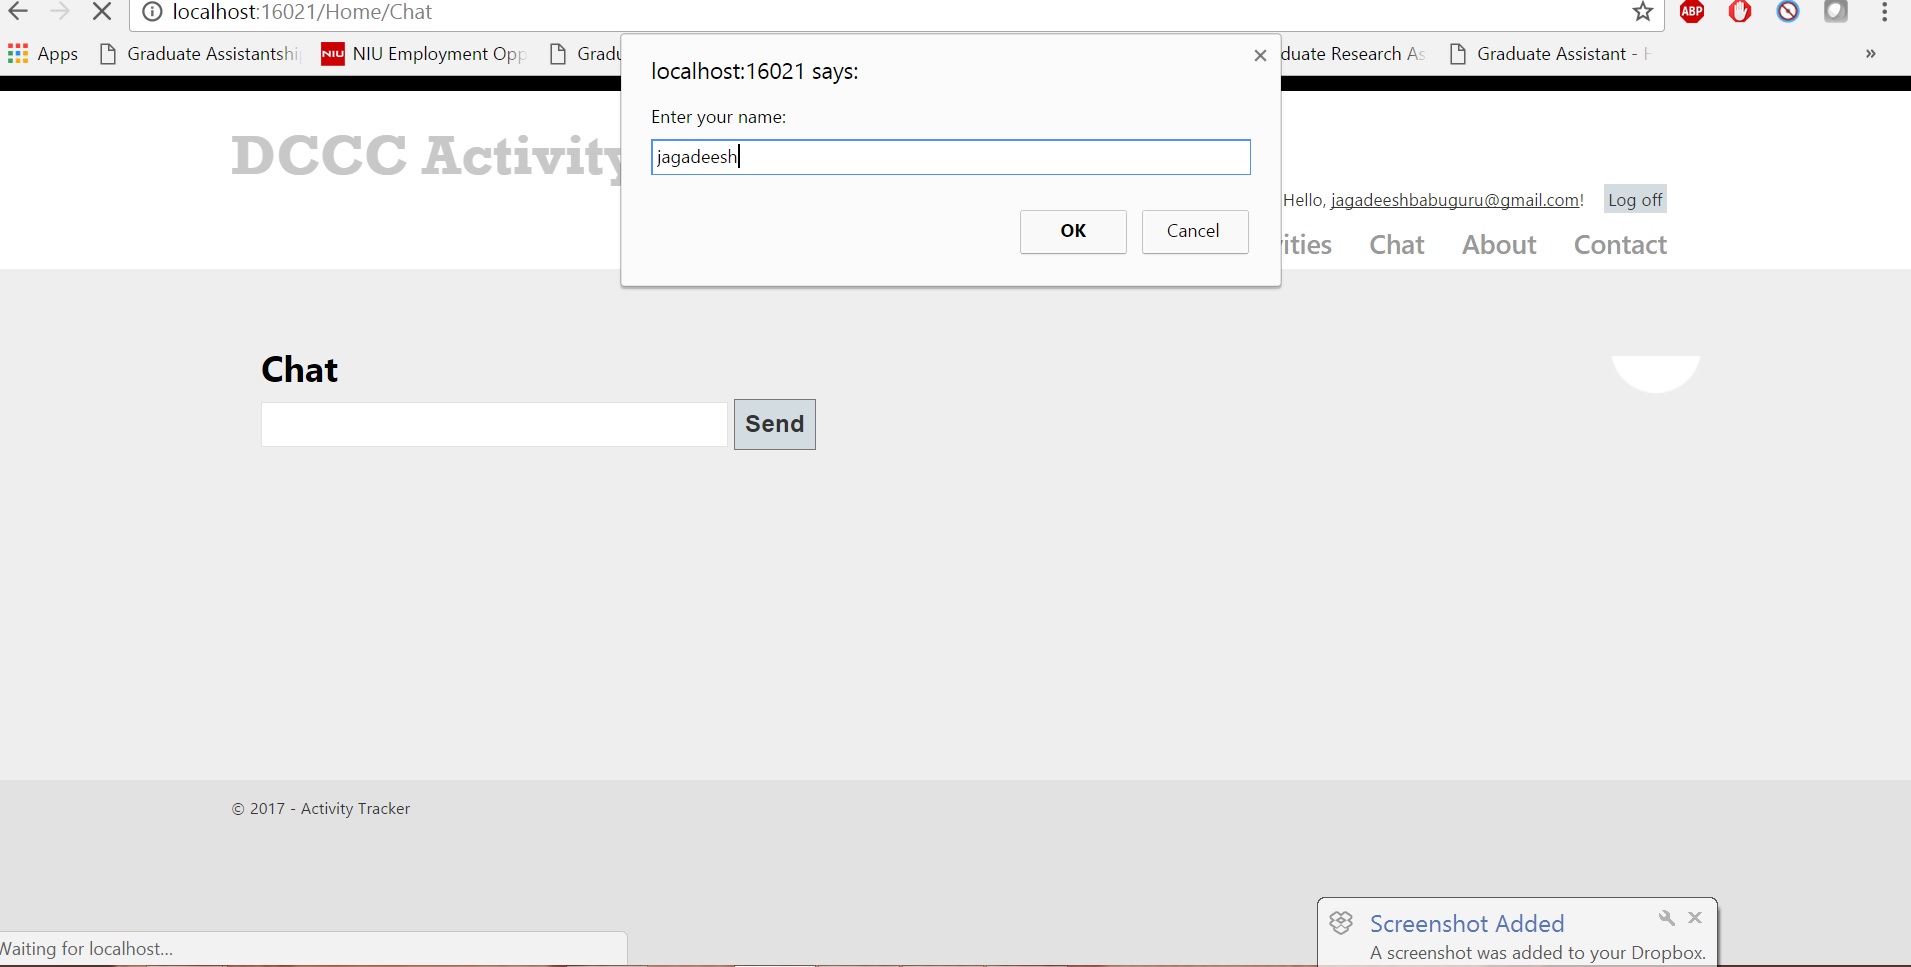 localhost:16021/Home/Chat
ABP
Apps
Graduate Assistantshi
NIU
NIU Employment Opp
Gradu
duate Research As
Graduate Assistant -
»
localhost:16021 says:
Enter your name:
jagadeesh
OK
Cancel
DCCC Activity
Hello, jagadeeshbabuguru@gmail.com!
Log off
ities
Chat
About
Contact
Chat
Send
© 2017 - Activity Tracker
Waiting for localhost...
Screenshot Added
A screenshot was added to your Dropbox.